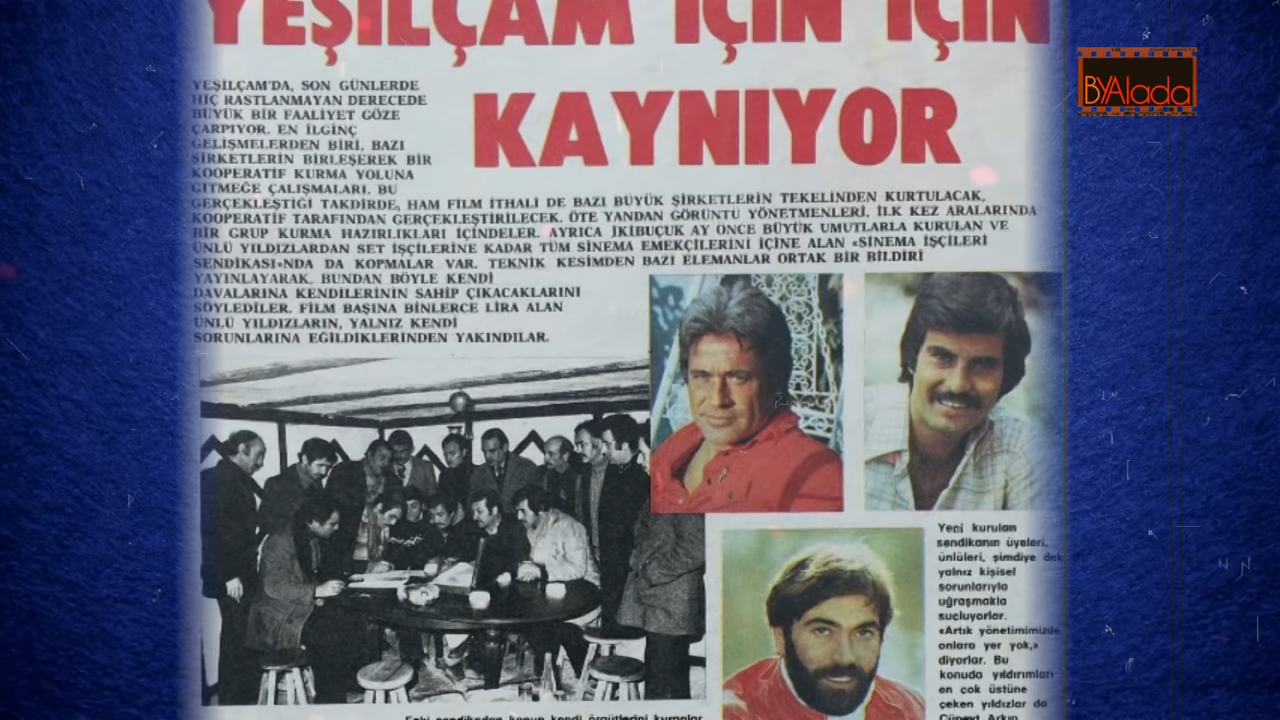 YEŞİLÇAM İÇİN İÇİN
KAYNIYOR
YEŞİLÇAM'DA, SON GÜNLERDE
HİÇ RASTLANMAYAN DERECEDE
BÜYÜK BİR FAALİYET GÖZE
ÇARPIYOR. EN İLGİNÇ
GELİŞMELERDEN BİRİ, BAZI
ŞİRKETLERİN BİRLEŞEREK BİR
KOOPERATİF KURMA YOLUNA
GİTMEĞE ÇALIŞMALARI. BU
GERÇEKLEŞTİĞİ TAKDİRDE, HAM FİLM İTHALİ DE BAZI BÜYÜK ŞİRKETLERİN TEKELİNDEN KURTULACAK,
KOOPERATİF TARAFINDAN GERÇEKLEŞTİRİLECEK. ÖTE YANDAN GÖRÜNTÜ YÖNETMENLERİ, İLK KEZ ARALARINDA
BİR GRUP KURMA HAZIRLIKLARI İÇİNDELER. AYRICA İKİBUÇUK AY ÖNCE BÜYÜK UMUTLARLA KURULAN VE
ÜNLÜ YILDIZLARDAN SET İŞÇİLERİNE KADAR TÜM SİNEMA EMEKÇİLERİNİ İÇİNE ALAN «SİNEMA İŞÇİLERİ
SENDİKASI»NDA DA KOPMALAR VAR. TEKNİK KESİMDEN BAZI ELEMANLAR ORTAK BİR BİLDİRİ
YAYINLAYARAK, BUNDAN BÖYLE KENDİ
DAVALARINA KENDİLERİNİN SAHİP ÇIKACAKLARINI
SÖYLEDİLER. FİLM BAŞINA BİNLERCE LİRA ALAN
ÜNLÜ YILDIZLARIN, YALNIZ KENDİ
SORUNLARINA EĞİLDİKLERİNDEN YAKINDILAR.
Yeni kurulan
sendikanın üyeleri,
ünlüleri, şimdiye dek
yalnız kişisel
sorunlarıyla
uğraşmakla
suçluyorlar.
«Artık yönetimimizde
onlara yer yok,»
diyorlar. Bu
konuda yıldırımları
en çok üstüne
çeken yıldızlar da
Cüneyt Arkın
Eski sendikadan kopup kendi örgütlerini kuranlar
BYAlada